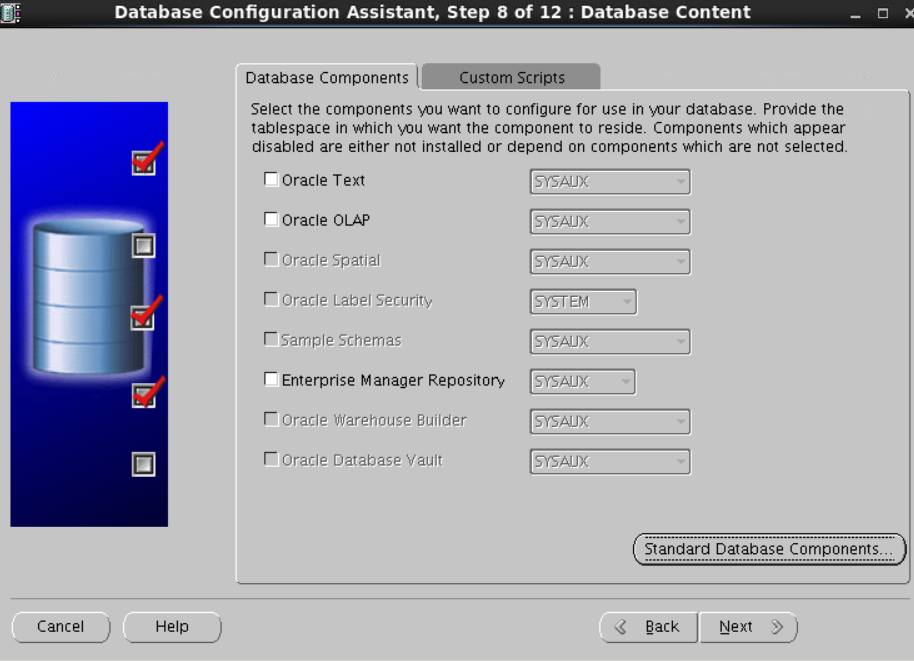 Database Configuration Assistant, Step 8 of 12 : Database Content
Database Components Custom Scripts
Select the components you want to configure for use in your database. Provide the
tablespace in which you want the component to reside. Components which appear
disabled are either not installed or depend on components which are not selected.
Oracle Text SYSAUX
Oracle OLAP SYSAUX
Oracle Spatial SYSAUX
Oracle Label Security SYSTEM
Sample Schemas SYSAUX
Enterprise Manager Repository SYSAUX
Oracle Warehouse Builder SYSAUX
Oracle Database Vault SYSAUX
Standard Database Components...
Cancel Help Back Next